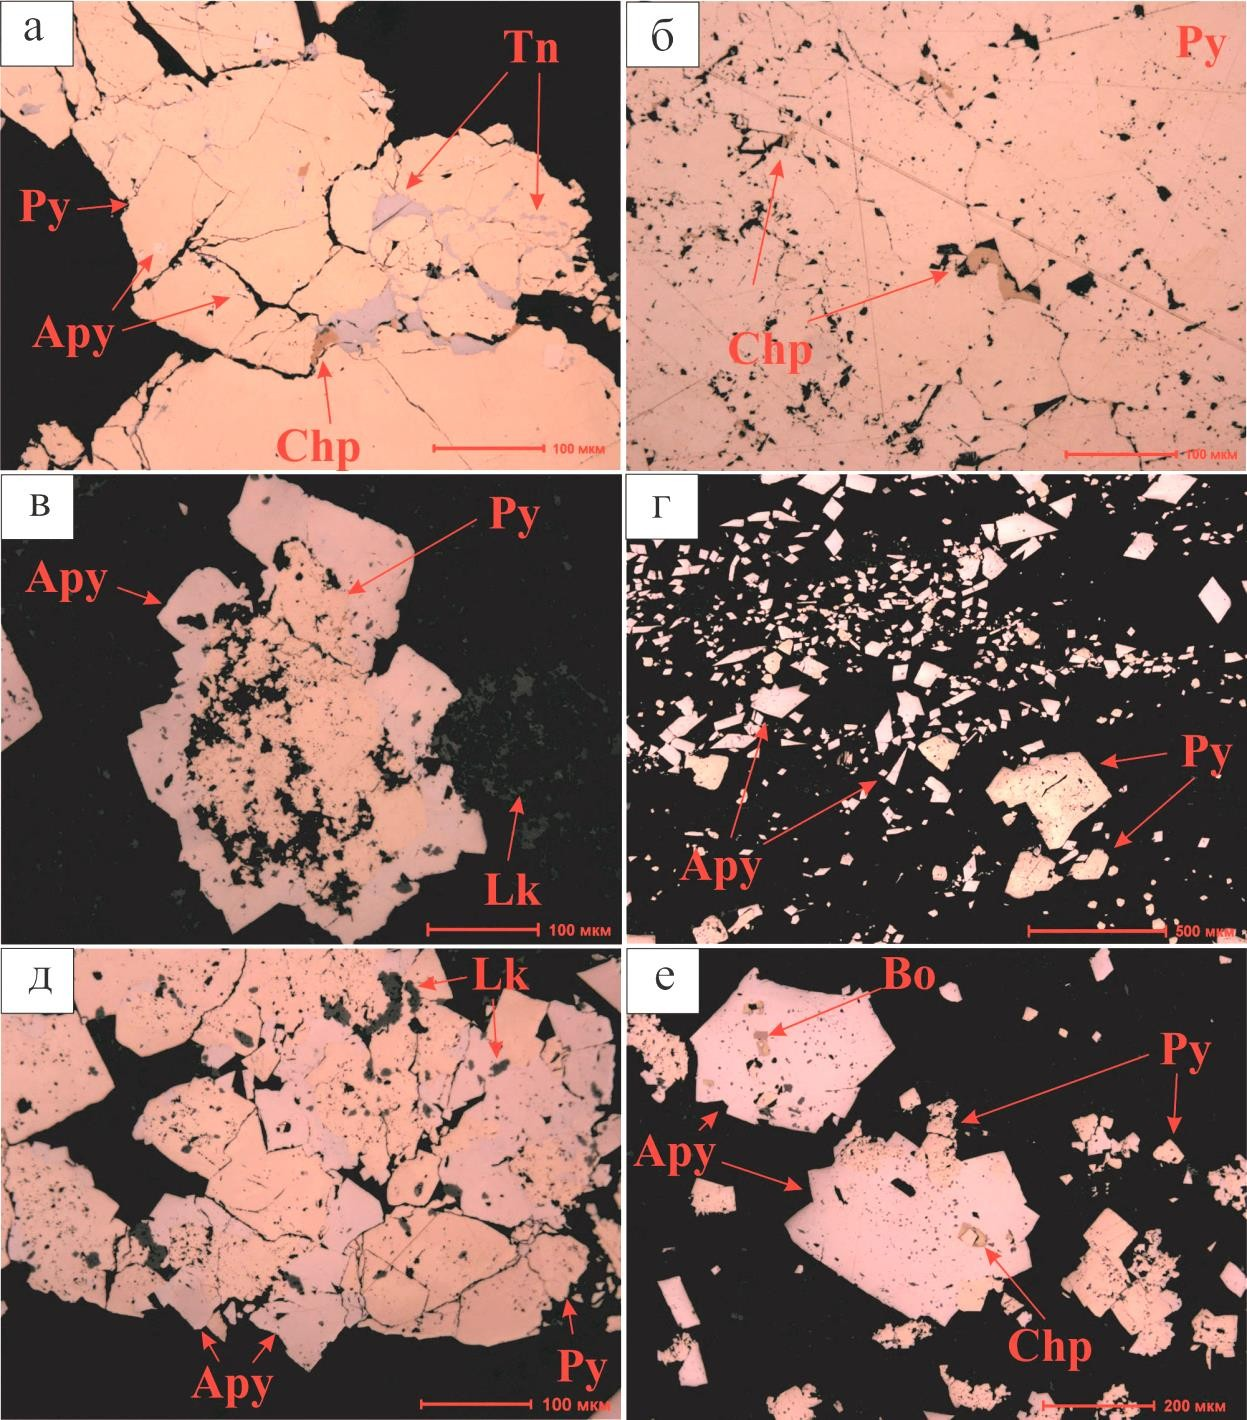 а
Tn
Py
Apy
Chp
100 мкм
б
Py
Chp
100 мкм
в
Py
Apy
Lk
100 мкм
г
Py
Apy
500 мкм
д
Lk
Apy
Py
100 мкм
е
Bo
Py
Apy
Chp
200 мкм